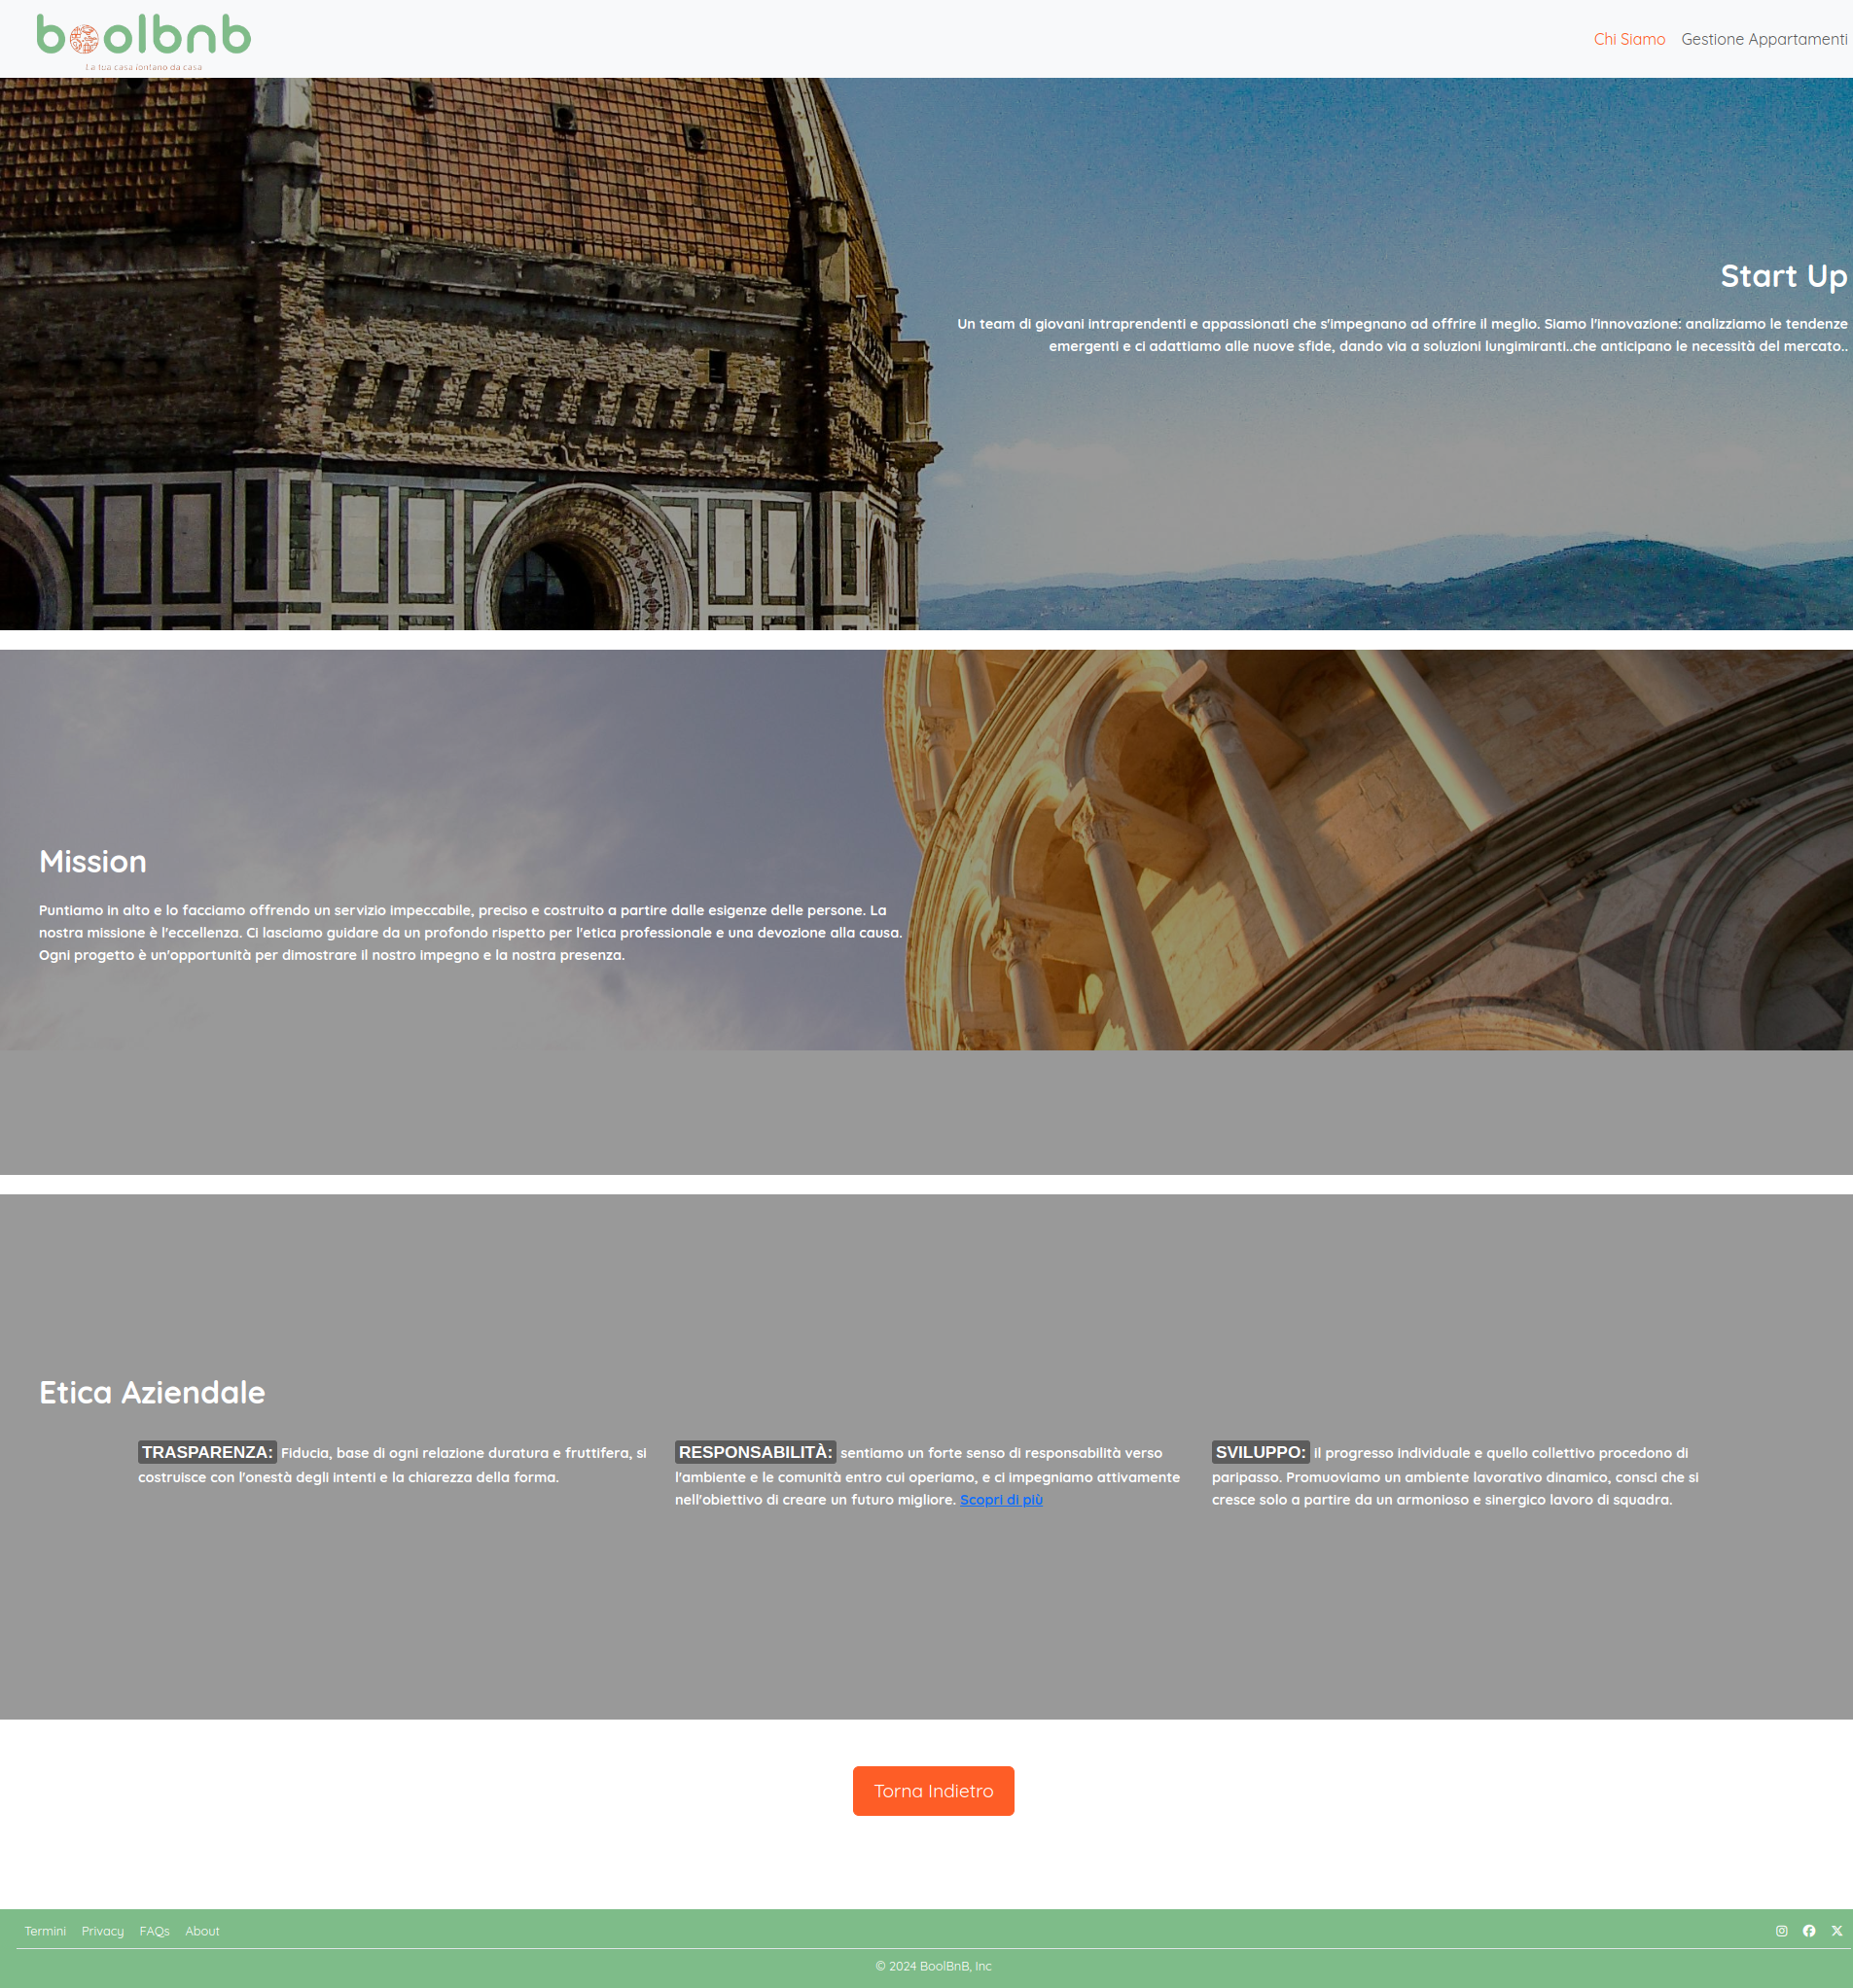 boolbnb
La tua casa lontano da casa
Chi Siamo
Gestione Appartamenti
Start Up
Un team di giovani intraprendenti e appassionati che s'impegnano ad offrire il meglio. Siamo l'innovazione: analizziamo le tendenze
emergenti e ci adattiamo alle nuove sfide, dando via a soluzioni lungimiranti..che anticipano le necessità del mercato..
Mission
Puntiamo in alto e lo facciamo offrendo un servizio impeccabile, preciso e costruito a partire dalle esigenze delle persone. La
nostra missione è l'eccellenza. Ci lasciamo guidare da un profondo rispetto per l'etica professionale e una devozione alla causa.
Ogni progetto è un'opportunità per dimostrare il nostro impegno e la nostra presenza.
Etica Aziendale
TRASPARENZA: Fiducia, base di ogni relazione duratura e fruttifera, si
costruisce con l'onestà degli intenti e la chiarezza della forma.
RESPONSABILITÀ: sentiamo un forte senso di responsabilità verso
l'ambiente e le comunità entro cui operiamo, e ci impegniamo attivamente
nell'obiettivo di creare un futuro migliore. Scopri di più
SVILUPPO: il progresso individuale e quello collettivo procedono di
paripasso. Promuoviamo un ambiente lavorativo dinamico, consci che si
cresce solo a partire da un armonioso e sinergico lavoro di squadra.
Torna Indietro
Termini
Privacy
FAQs
About
© 2024 BoolBnB, Inc